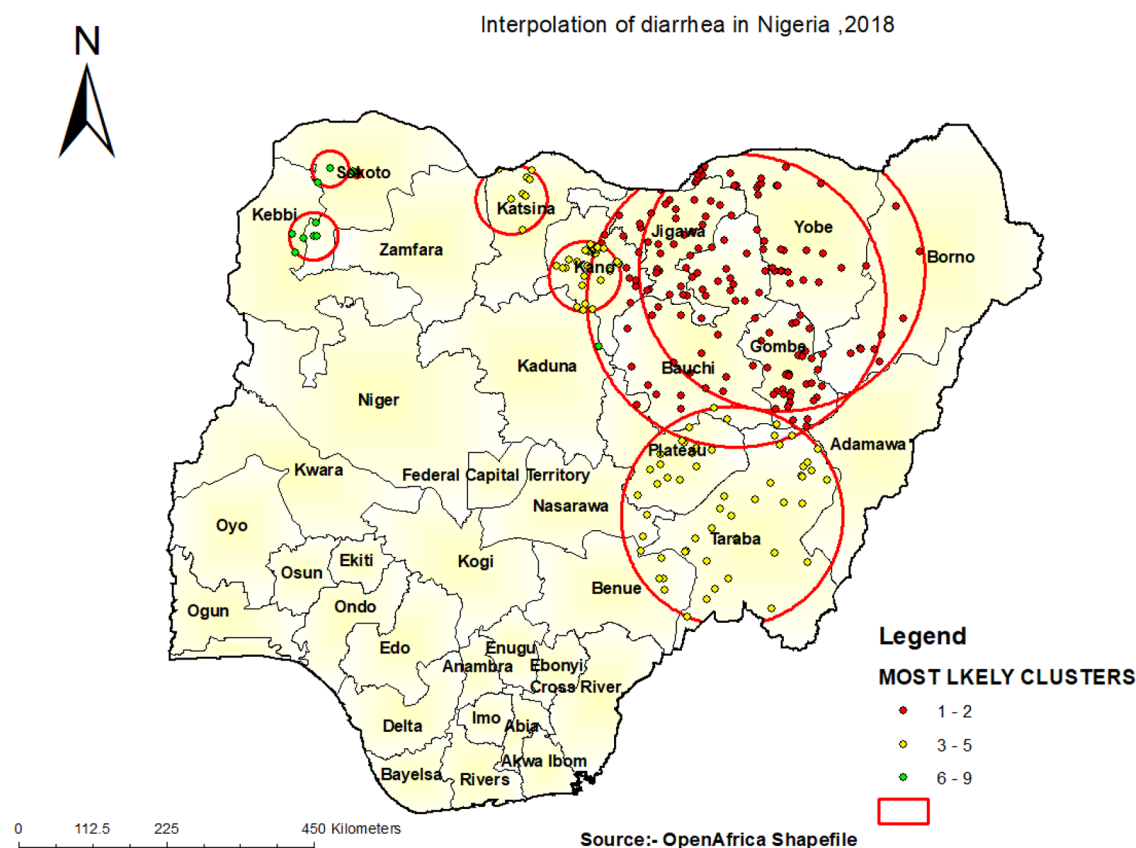 Interpolation of diarrhea in Nigeria ,2018
N
Sokoto
Katsina
Kebbi
Jigawa
Yobe
Zamfara
Borno
Kang
Gombe
Kaduna
Bauchi
Niger
Adamawa
Plateau
Kwara
Federal Capital Territory
Nasarawa
Oyo
Taraba
Kogi
Ekiti
Osun
Benue
Ogun
Ondo
Edo
Enugu
Anambra
Ebonyi
Cross River
Imo
Abia
Delta
Akwa Ibom
Bayelsa
Rivers
Legend
MOST LKELY CLUSTERS
1 - 2
3 - 5
6 - 9
0 112.5 225 450 Kilometers
Source:- OpenAfrica Shapefile